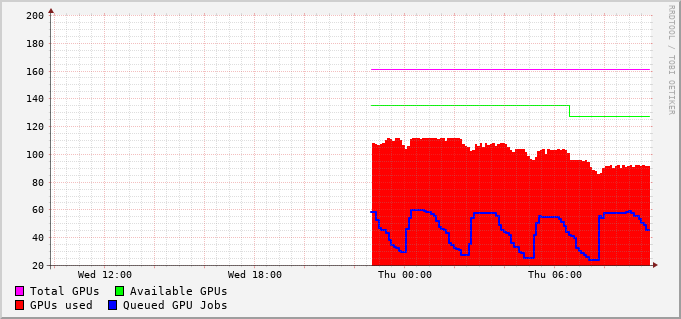 RRDTOOL / TOBI OETIKER
200
180
160
140
120
100
80
60
40
20
Wed 12:00 Wed 18:00 Thu 00:00 Thu 06:00
Total GPUs Available GPUs
GPUs used Queued GPU Jobs